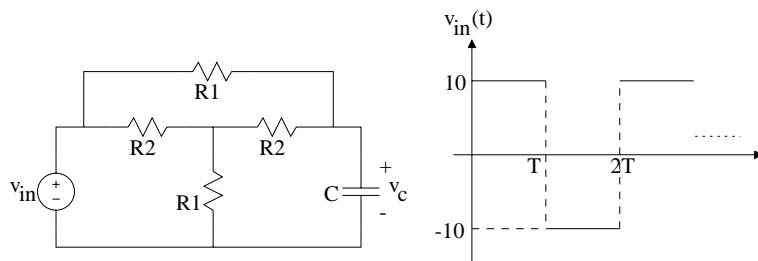 R1
R2
R2
R1
v_in
+
−
C
+
v_c
-
v_in(t)
10
T
2T
-10